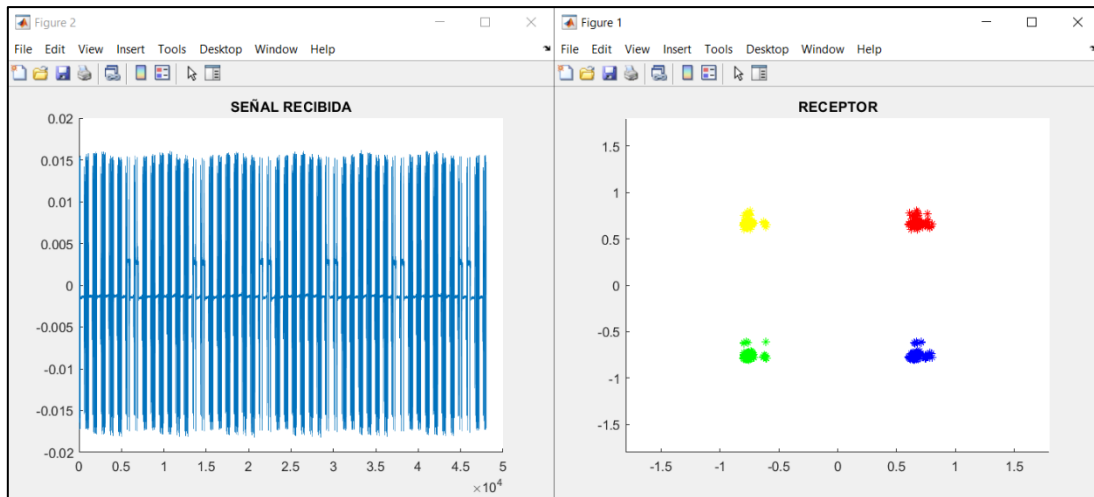 Figure 2
File Edit View Insert Tools Desktop Window Help
SEÑAL RECIBIDA
0.02
0.015
0.01
0.005
0
-0.005
-0.01
-0.015
-0.02
0 0.5 1 1.5 2 2.5 3 3.5 4 4.5 5
×10⁴
Figure 1
File Edit View Insert Tools Desktop Window Help
RECEPTOR
1.5
1
0.5
0
-0.5
-1
-1.5
-1.5 -1 -0.5 0 0.5 1 1.5